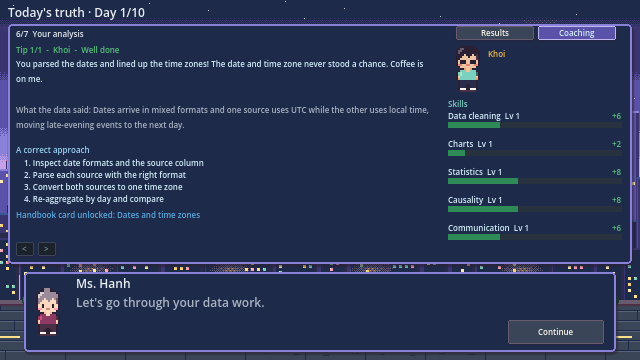 Today's truth · Day 1/10
6/7 Your analysis
Results
Coaching
Tip 1/1 - Khoi - Well done
You parsed the dates and lined up the time zones! The date and time zone never stood a chance. Coffee is
on me.
Khoi
What the data said: Dates arrive in mixed formats and one source uses UTC while the other uses local time,
moving late-evening events to the next day.
A correct approach
1. Inspect date formats and the source column
2. Parse each source with the right format
3. Convert both sources to one time zone
4. Re-aggregate by day and compare
Handbook card unlocked: Dates and time zones
< >
Skills
Data cleaning Lv 1 +6
Charts Lv 1 +2
Statistics Lv 1 +8
Causality Lv 1 +8
Communication Lv 1 +6
Ms. Hanh
Let's go through your data work.
Continue